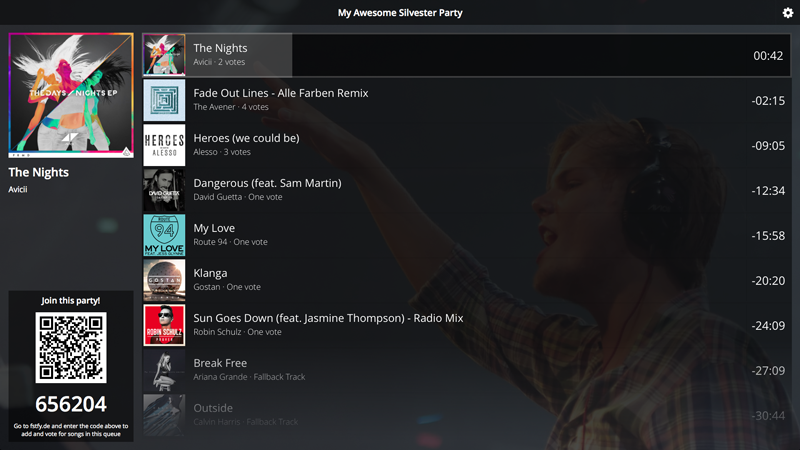 My Awesome Silvester Party
THE DAYS / NIGHTS EP
The Nights
Avicii
Join this party!
656204
Go to fstfy.de and enter the code above to
add and vote for songs in this queue
The Nights
Avicii · 2 votes
00:42
Fade Out Lines - Alle Farben Remix
The Avener · 4 votes
-02:15
HEROES
ALESSO
Heroes (we could be)
Alesso · 3 votes
-09:05
DAVID GUETTA
Dangerous (feat. Sam Martin)
David Guetta · One vote
-12:34
ROUTE
94
MY LOVE
FEAT. JESS GLYNNE
My Love
Route 94 · One vote
-15:58
GOSTAN
Klanga
Gostan · One vote
-20:20
ROBIN SCHULZ
PRAYER
Sun Goes Down (feat. Jasmine Thompson) - Radio Mix
Robin Schulz · One vote
-24:09
Break Free
Ariana Grande · Fallback Track
-27:09
Outside
Calvin Harris · Fallback Track
-30:44